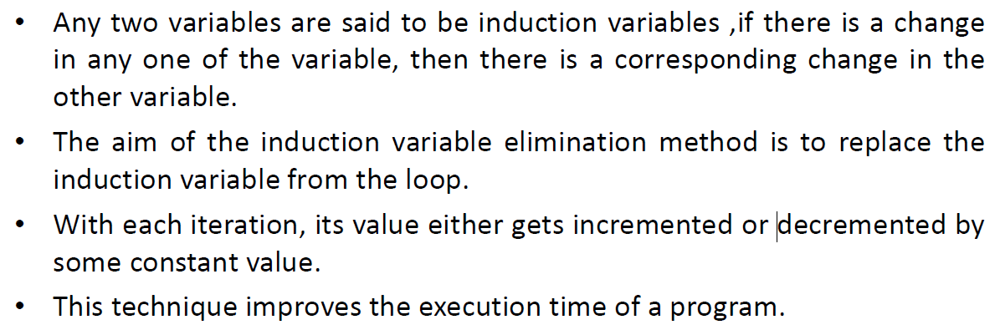 • Any two variables are said to be induction variables ,if there is a change
in any one of the variable, then there is a corresponding change in the
other variable.
• The aim of the induction variable elimination method is to replace the
induction variable from the loop.
• With each iteration, its value either gets incremented or decremented by
some constant value.
• This technique improves the execution time of a program.